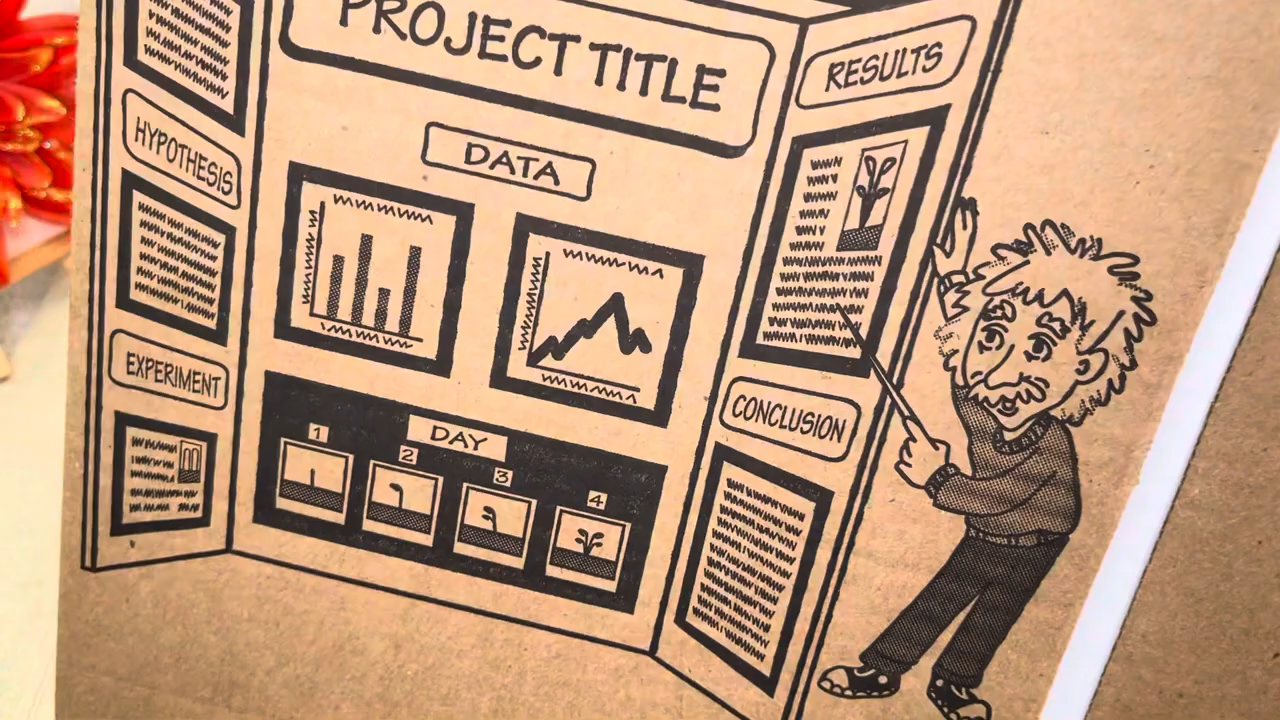 PROJECT TITLE
HYPOTHESIS
EXPERIMENT
DATA
DAY
1
2
3
4
RESULTS
CONCLUSION